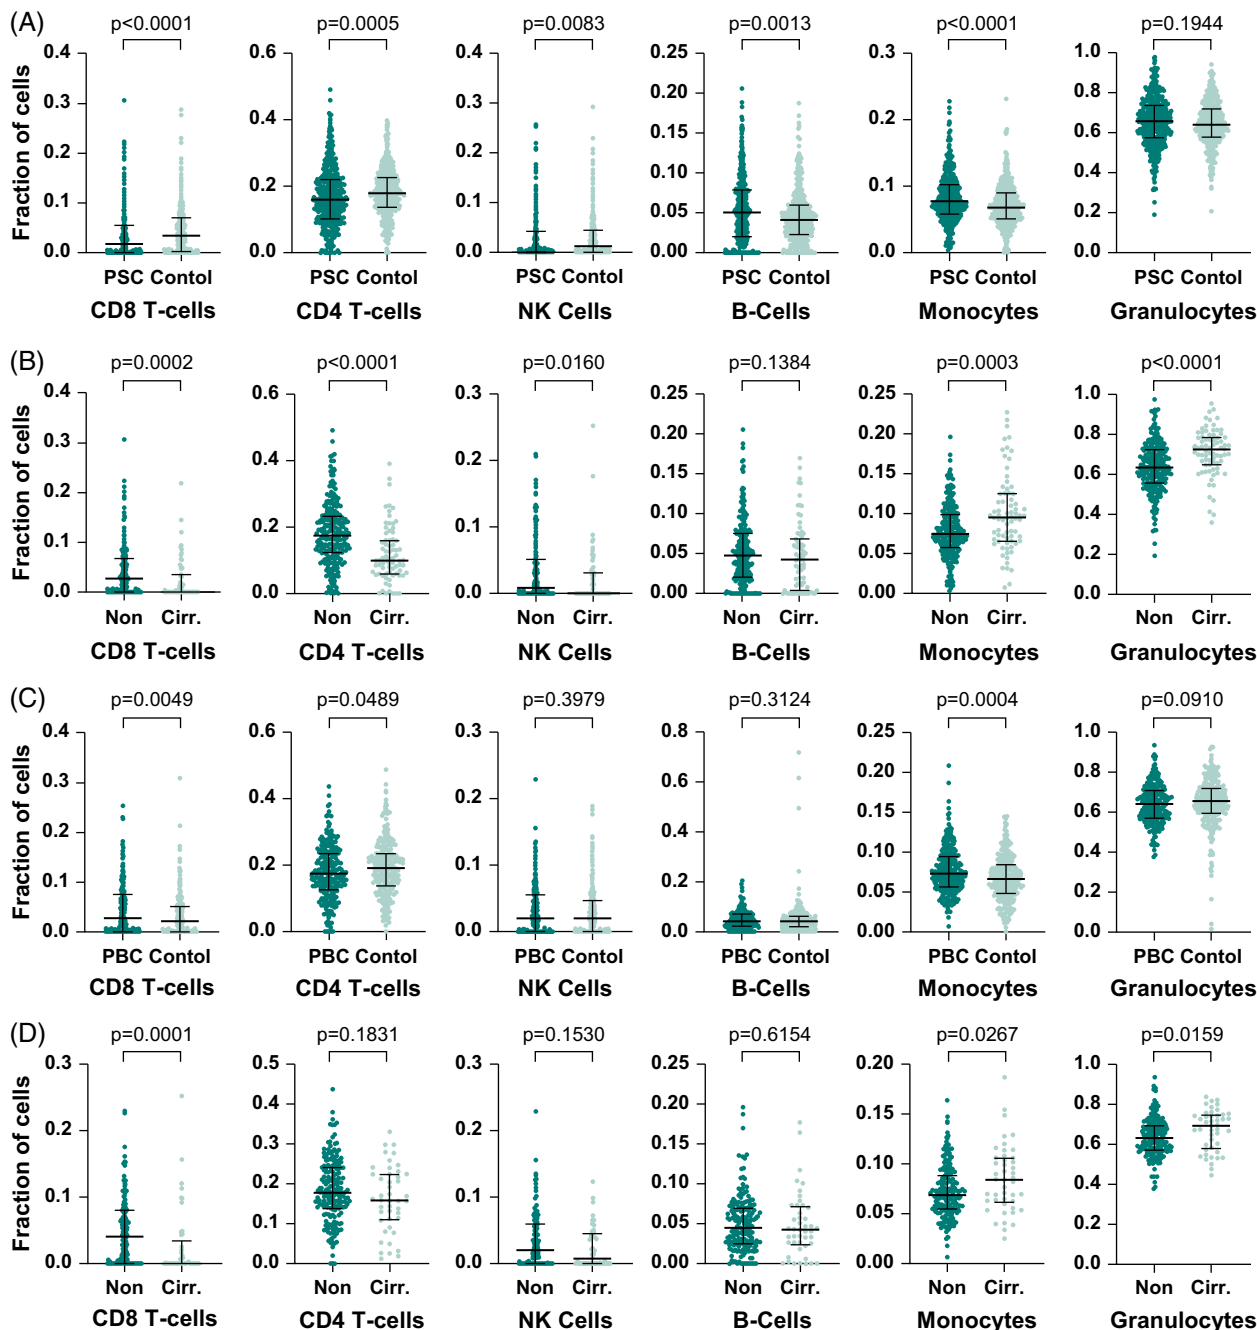 (A)
p<0.0001 p=0.0005 p=0.0083 p=0.0013 p<0.0001 p=0.1944
Fraction of cells
0.4 0.6 0.4 0.25 0.3 1.0
0.3 0.4 0.3 0.20 0.2 0.8
0.2 0.2 0.2 0.15 0.1 0.6
0.1 0.0 0.1 0.10 0.0 0.4
0.0 0.0 0.05 0.2
0.00 0.0
PSC Contol PSC Contol PSC Contol PSC Contol PSC Contol PSC Contol
CD8 T-cells CD4 T-cells NK Cells B-Cells Monocytes Granulocytes
(B)
p=0.0002 p<0.0001 p=0.0160 p=0.1384 p=0.0003 p<0.0001
Fraction of cells
0.4 0.6 0.3 0.25 0.25 1.0
0.3 0.4 0.2 0.20 0.20 0.8
0.2 0.2 0.1 0.15 0.15 0.6
0.1 0.0 0.0 0.10 0.10 0.4
0.0 0.05 0.05 0.2
0.00 0.00 0.0
Non Cirr. Non Cirr. Non Cirr. Non Cirr. Non Cirr. Non Cirr.
CD8 T-cells CD4 T-cells NK Cells B-Cells Monocytes Granulocytes
(C)
p=0.0049 p=0.0489 p=0.3979 p=0.3124 p=0.0004 p=0.0910
Fraction of cells
0.4 0.6 0.3 0.8 0.25 1.0
0.3 0.4 0.2 0.6 0.20 0.8
0.2 0.2 0.1 0.4 0.15 0.6
0.1 0.0 0.0 0.2 0.10 0.4
0.0 0.0 0.05 0.2
0.00 0.0
PBC Contol PBC Contol PBC Contol PBC Contol PBC Contol PBC Contol
CD8 T-cells CD4 T-cells NK Cells B-Cells Monocytes Granulocytes
(D)
p=0.0001 p=0.1831 p=0.1530 p=0.6154 p=0.0267 p=0.0159
Fraction of cells
0.3 0.5 0.3 0.25 0.20 1.0
0.2 0.4 0.2 0.20 0.15 0.8
0.1 0.3 0.1 0.15 0.10 0.6
0.0 0.2 0.0 0.10 0.05 0.4
0.1 0.05 0.00 0.2
0.0 0.00 0.0
Non Cirr. Non Cirr. Non Cirr. Non Cirr. Non Cirr. Non Cirr.
CD8 T-cells CD4 T-cells NK Cells B-Cells Monocytes Granulocytes